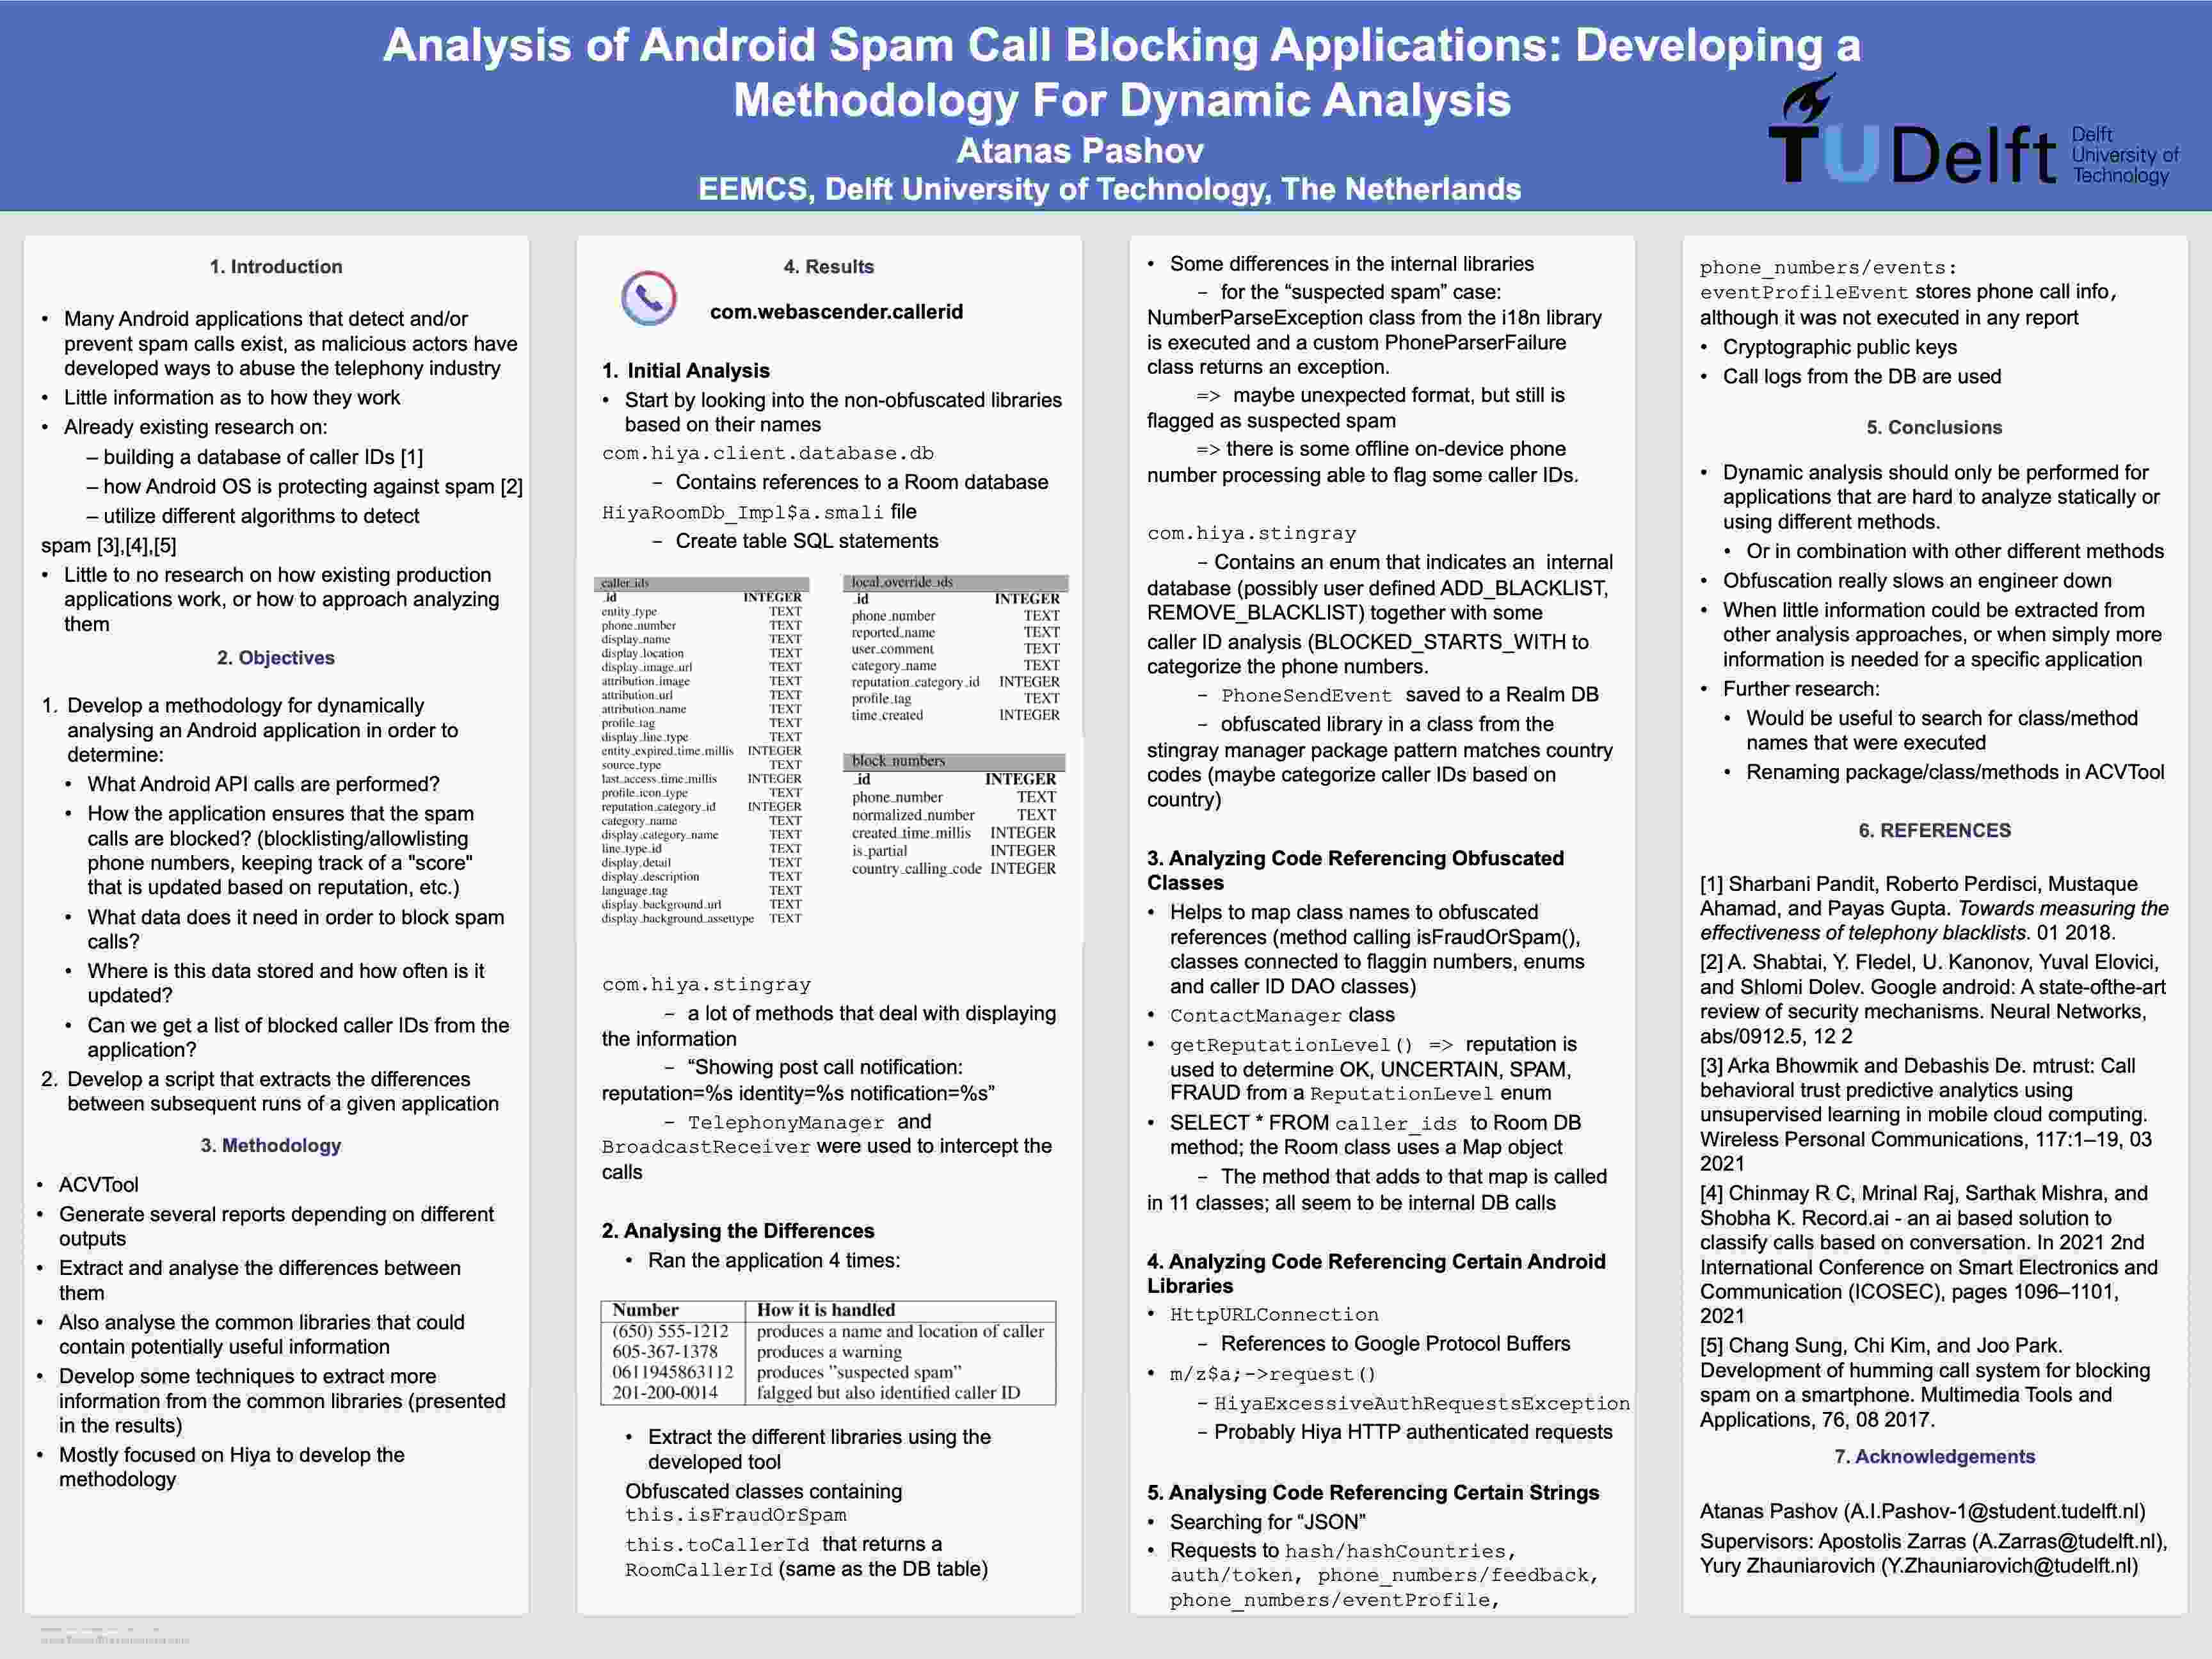 Analysis of Android Spam Call Blocking Applications: Developing a
Methodology For Dynamic Analysis
Atanas Pashov
EEMCS, Delft University of Technology, The Netherlands
TU Delft
Delft
University of
Technology
1. Introduction
• Many Android applications that detect and/or
prevent spam calls exist, as malicious actors have
developed ways to abuse the telephony industry
• Little information as to how they work
• Already existing research on:
– building a database of caller IDs [1]
– how Android OS is protecting against spam [2]
– utilize different algorithms to detect
spam [3],[4],[5]
• Little to no research on how existing production
applications work, or how to approach analyzing
them
2. Objectives
1. Develop a methodology for dynamically
analysing an Android application in order to
determine:
• What Android API calls are performed?
• How the application ensures that the spam
calls are blocked? (blocklisting/allowlisting
phone numbers, keeping track of a "score"
that is updated based on reputation, etc.)
• What data does it need in order to block spam
calls?
• Where is this data stored and how often is it
updated?
• Can we get a list of blocked caller IDs from the
application?
2. Develop a script that extracts the differences
between subsequent runs of a given application
3. Methodology
• ACVTool
• Generate several reports depending on different
outputs
• Extract and analyse the differences between
them
• Also analyse the common libraries that could
contain potentially useful information
• Develop some techniques to extract more
information from the common libraries (presented
in the results)
• Mostly focused on Hiya to develop the
methodology
4. Results
com.webascender.callerid
1. Initial Analysis
• Start by looking into the non-obfuscated libraries
based on their names
com.hiya.client.database.db
– Contains references to a Room database
HiyaRoomDb_Impl$a.smali file
– Create table SQL statements
caller_ids
_id INTEGER
entity_type TEXT
phone_number TEXT
display_name TEXT
display_location TEXT
display_image_url TEXT
attribution_image TEXT
attribution_url TEXT
attribution_name TEXT
profile_tag TEXT
display_line_type TEXT
entity_expired_time_millis INTEGER
source_type TEXT
last_access_time_millis INTEGER
profile_icon_type TEXT
reputation_category_id INTEGER
category_name TEXT
display_category_name TEXT
line_type_id TEXT
display_detail TEXT
display_description TEXT
language_tag TEXT
display_background_url TEXT
display_background_assettype TEXT
local_override_ids
_id INTEGER
phone_number TEXT
reported_name TEXT
user_comment TEXT
category_name TEXT
reputation_category_id INTEGER
profile_tag TEXT
time_created INTEGER
block_numbers
_id INTEGER
phone_number TEXT
normalized_number TEXT
created_time_millis INTEGER
is_partial INTEGER
country_calling_code INTEGER
com.hiya.stingray
– a lot of methods that deal with displaying
the information
– “Showing post call notification:
reputation=%s identity=%s notification=%s”
– TelephonyManager and
BroadcastReceiver were used to intercept the
calls
2. Analysing the Differences
• Ran the application 4 times:
Number How it is handled
(650) 555-1212 produces a name and location of caller
605-367-1378 produces a warning
0611945863112 produces ”suspected spam”
201-200-0014 falgged but also identified caller ID
• Extract the different libraries using the
developed tool
Obfuscated classes containing
this.isFraudOrSpam
this.toCallerId that returns a
RoomCallerId (same as the DB table)
• Some differences in the internal libraries
– for the “suspected spam” case:
NumberParseException class from the i18n library
is executed and a custom PhoneParserFailure
class returns an exception.
=> maybe unexpected format, but still is
flagged as suspected spam
=> there is some offline on-device phone
number processing able to flag some caller IDs.
com.hiya.stingray
– Contains an enum that indicates an internal
database (possibly user defined ADD_BLACKLIST,
REMOVE_BLACKLIST) together with some
caller ID analysis (BLOCKED_STARTS_WITH to
categorize the phone numbers.
– PhoneSendEvent saved to a Realm DB
– obfuscated library in a class from the
stingray manager package pattern matches country
codes (maybe categorize caller IDs based on
country)
3. Analyzing Code Referencing Obfuscated
Classes
• Helps to map class names to obfuscated
references (method calling isFraudOrSpam(),
classes connected to flaggin numbers, enums
and caller ID DAO classes)
• ContactManager class
• getReputationLevel() => reputation is
used to determine OK, UNCERTAIN, SPAM,
FRAUD from a ReputationLevel enum
• SELECT * FROM caller_ids to Room DB
method; the Room class uses a Map object
– The method that adds to that map is called
in 11 classes; all seem to be internal DB calls
4. Analyzing Code Referencing Certain Android
Libraries
• HttpURLConnection
– References to Google Protocol Buffers
• m/z$a;->request()
– HiyaExcessiveAuthRequestsException
– Probably Hiya HTTP authenticated requests
5. Analysing Code Referencing Certain Strings
• Searching for “JSON”
• Requests to hash/hashCountries,
auth/token, phone_numbers/feedback,
phone_numbers/eventProfile,
phone_numbers/events:
eventProfileEvent stores phone call info,
although it was not executed in any report
• Cryptographic public keys
• Call logs from the DB are used
5. Conclusions
• Dynamic analysis should only be performed for
applications that are hard to analyze statically or
using different methods.
• Or in combination with other different methods
• Obfuscation really slows an engineer down
• When little information could be extracted from
other analysis approaches, or when simply more
information is needed for a specific application
• Further research:
• Would be useful to search for class/method
names that were executed
• Renaming package/class/methods in ACVTool
6. REFERENCES
[1] Sharbani Pandit, Roberto Perdisci, Mustaque
Ahamad, and Payas Gupta. Towards measuring the
effectiveness of telephony blacklists. 01 2018.
[2] A. Shabtai, Y. Fledel, U. Kanonov, Yuval Elovici,
and Shlomi Dolev. Google android: A state-ofthe-art
review of security mechanisms. Neural Networks,
abs/0912.5, 12 2
[3] Arka Bhowmik and Debashis De. mtrust: Call
behavioral trust predictive analytics using
unsupervised learning in mobile cloud computing.
Wireless Personal Communications, 117:1–19, 03
2021
[4] Chinmay R C, Mrinal Raj, Sarthak Mishra, and
Shobha K. Record.ai - an ai based solution to
classify calls based on conversation. In 2021 2nd
International Conference on Smart Electronics and
Communication (ICOSEC), pages 1096–1101,
2021
[5] Chang Sung, Chi Kim, and Joo Park.
Development of humming call system for blocking
spam on a smartphone. Multimedia Tools and
Applications, 76, 08 2017.
7. Acknowledgements
Atanas Pashov (A.I.Pashov-1@student.tudelft.nl)
Supervisors: Apostolis Zarras (A.Zarras@tudelft.nl),
Yury Zhauniarovich (Y.Zhauniarovich@tudelft.nl)